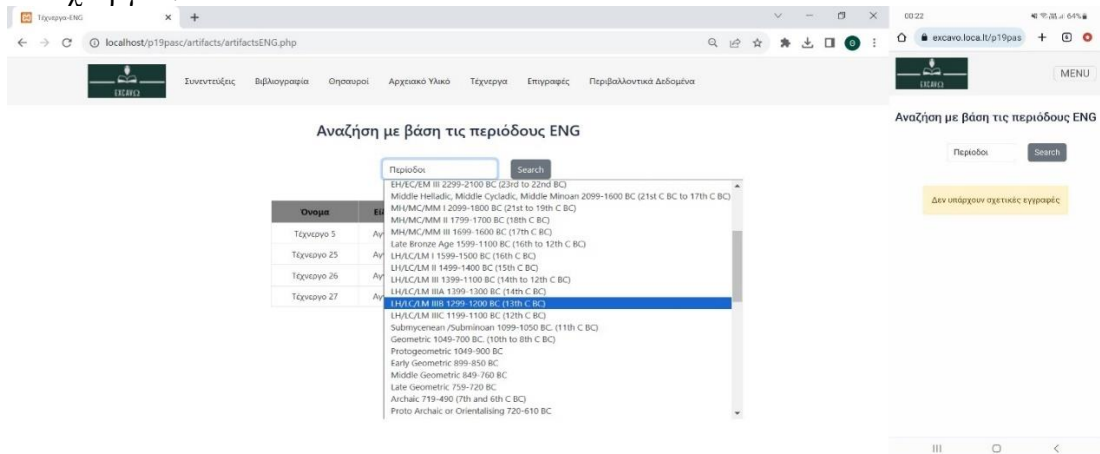 Τέχνεργα-ENG
localhost/p19pasc/artifacts/artifactsENG.php
EXCAVO
Συνεντεύξεις Βιβλιογραφία Θησαυροί Αρχειακό Υλικό Τέχνεργα Επιγραφές Περιβαλλοντικά Δεδομένα
Αναζήση με βάση τις περιόδους ENG
Περίοδοι Search
EH/EC/EM III 2299-2100 BC (23rd to 22nd BC)
Middle Helladic, Middle Cycladic, Middle Minoan 2099-1600 BC (21st C BC to 17th C BC)
MH/MC/MM I 2099-1800 BC (21st to 19th C BC)
MH/MC/MM II 1799-1700 BC (18th C BC)
MH/MC/MM III 1699-1600 BC (17th C BC)
Late Bronze Age 1599-1100 BC (16th to 12th C BC)
LH/LC/LM I 1599-1500 BC (16th C BC)
LH/LC/LM II 1499-1400 BC (15th C BC)
LH/LC/LM III 1399-1100 BC (14th to 12th C BC)
LH/LC/LM IIIA 1399-1300 BC (14th C BC)
LH/LC/LM IIIB 1299-1200 BC (13th C BC)
LH/LC/LM IIIC 1199-1100 BC (12th C BC)
Submycenean /Subminoan 1099-1050 BC. (11th C BC)
Geometric 1049-700 BC. (10th to 8th C BC)
Protogeometric 1049-900 BC
Early Geometric 899-850 BC
Middle Geometric 849-760 BC
Late Geometric 759-720 BC
Archaic 719-490 (7th and 6th C BC)
Proto Archaic or Orientalising 720-610 BC
Όνομα
Τέχνεργο 5
Τέχνεργο 25
Τέχνεργο 26
Τέχνεργο 27
00:22 64%
excavo.loca.lt/p19pas
EXCAVO MENU
Αναζήση με βάση τις περιόδους ENG
Περίοδοι Search
Δεν υπάρχουν σχετικές εγγραφές